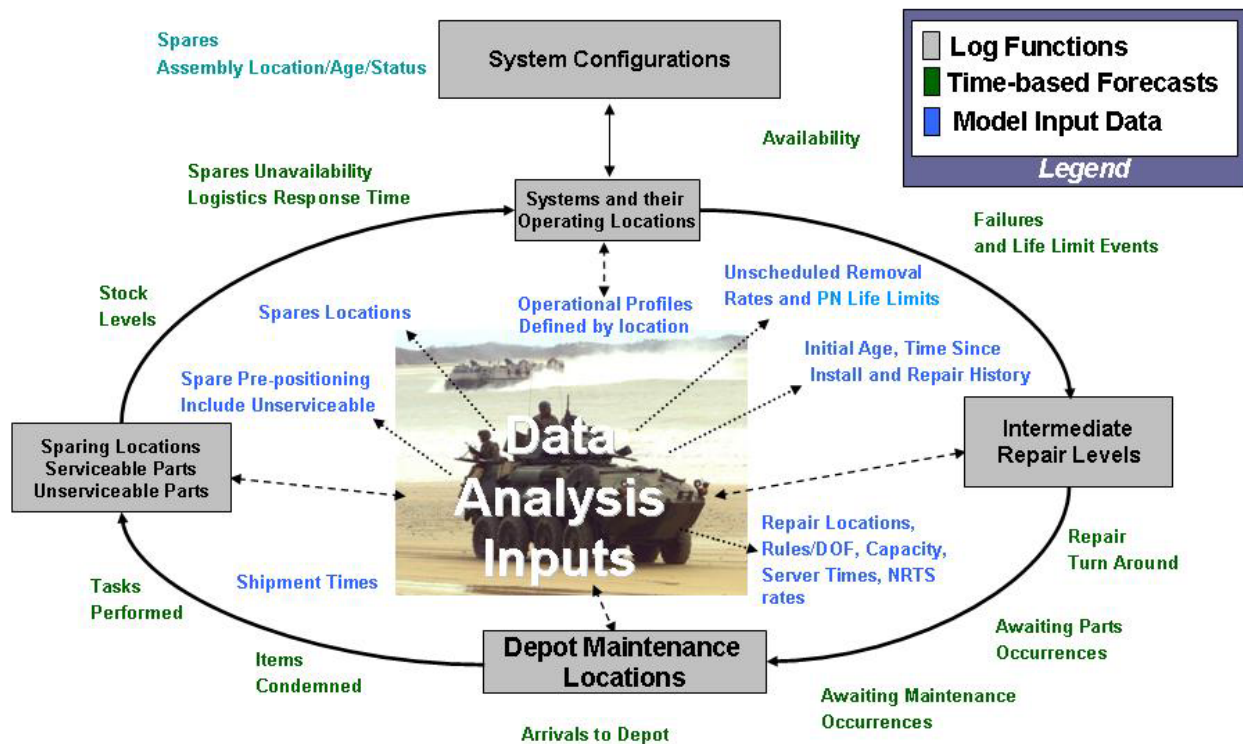 Spares
Assembly Location/Age/Status
System Configurations
Log Functions
Time-based Forecasts
Model Input Data
Legend
Availability
Spares Unavailability
Logistics Response Time
Systems and their
Operating Locations
Failures
and Life Limit Events
Stock
Levels
Spares Locations
Operational Profiles
Defined by location
Unscheduled Removal
Rates and PN Life Limits
Initial Age, Time Since
Install and Repair History
Spare Pre-positioning
Include Unserviceable
Data
Analysis
Inputs
Sparing Locations
Serviceable Parts
Unserviceable Parts
Intermediate
Repair Levels
Repair Locations,
Rules/DOF, Capacity,
Server Times, NRTS
rates
Repair
Turn Around
Tasks
Performed
Shipment Times
Depot Maintenance
Locations
Awaiting Parts
Occurrences
Items
Condemned
Awaiting Maintenance
Occurrences
Arrivals to Depot